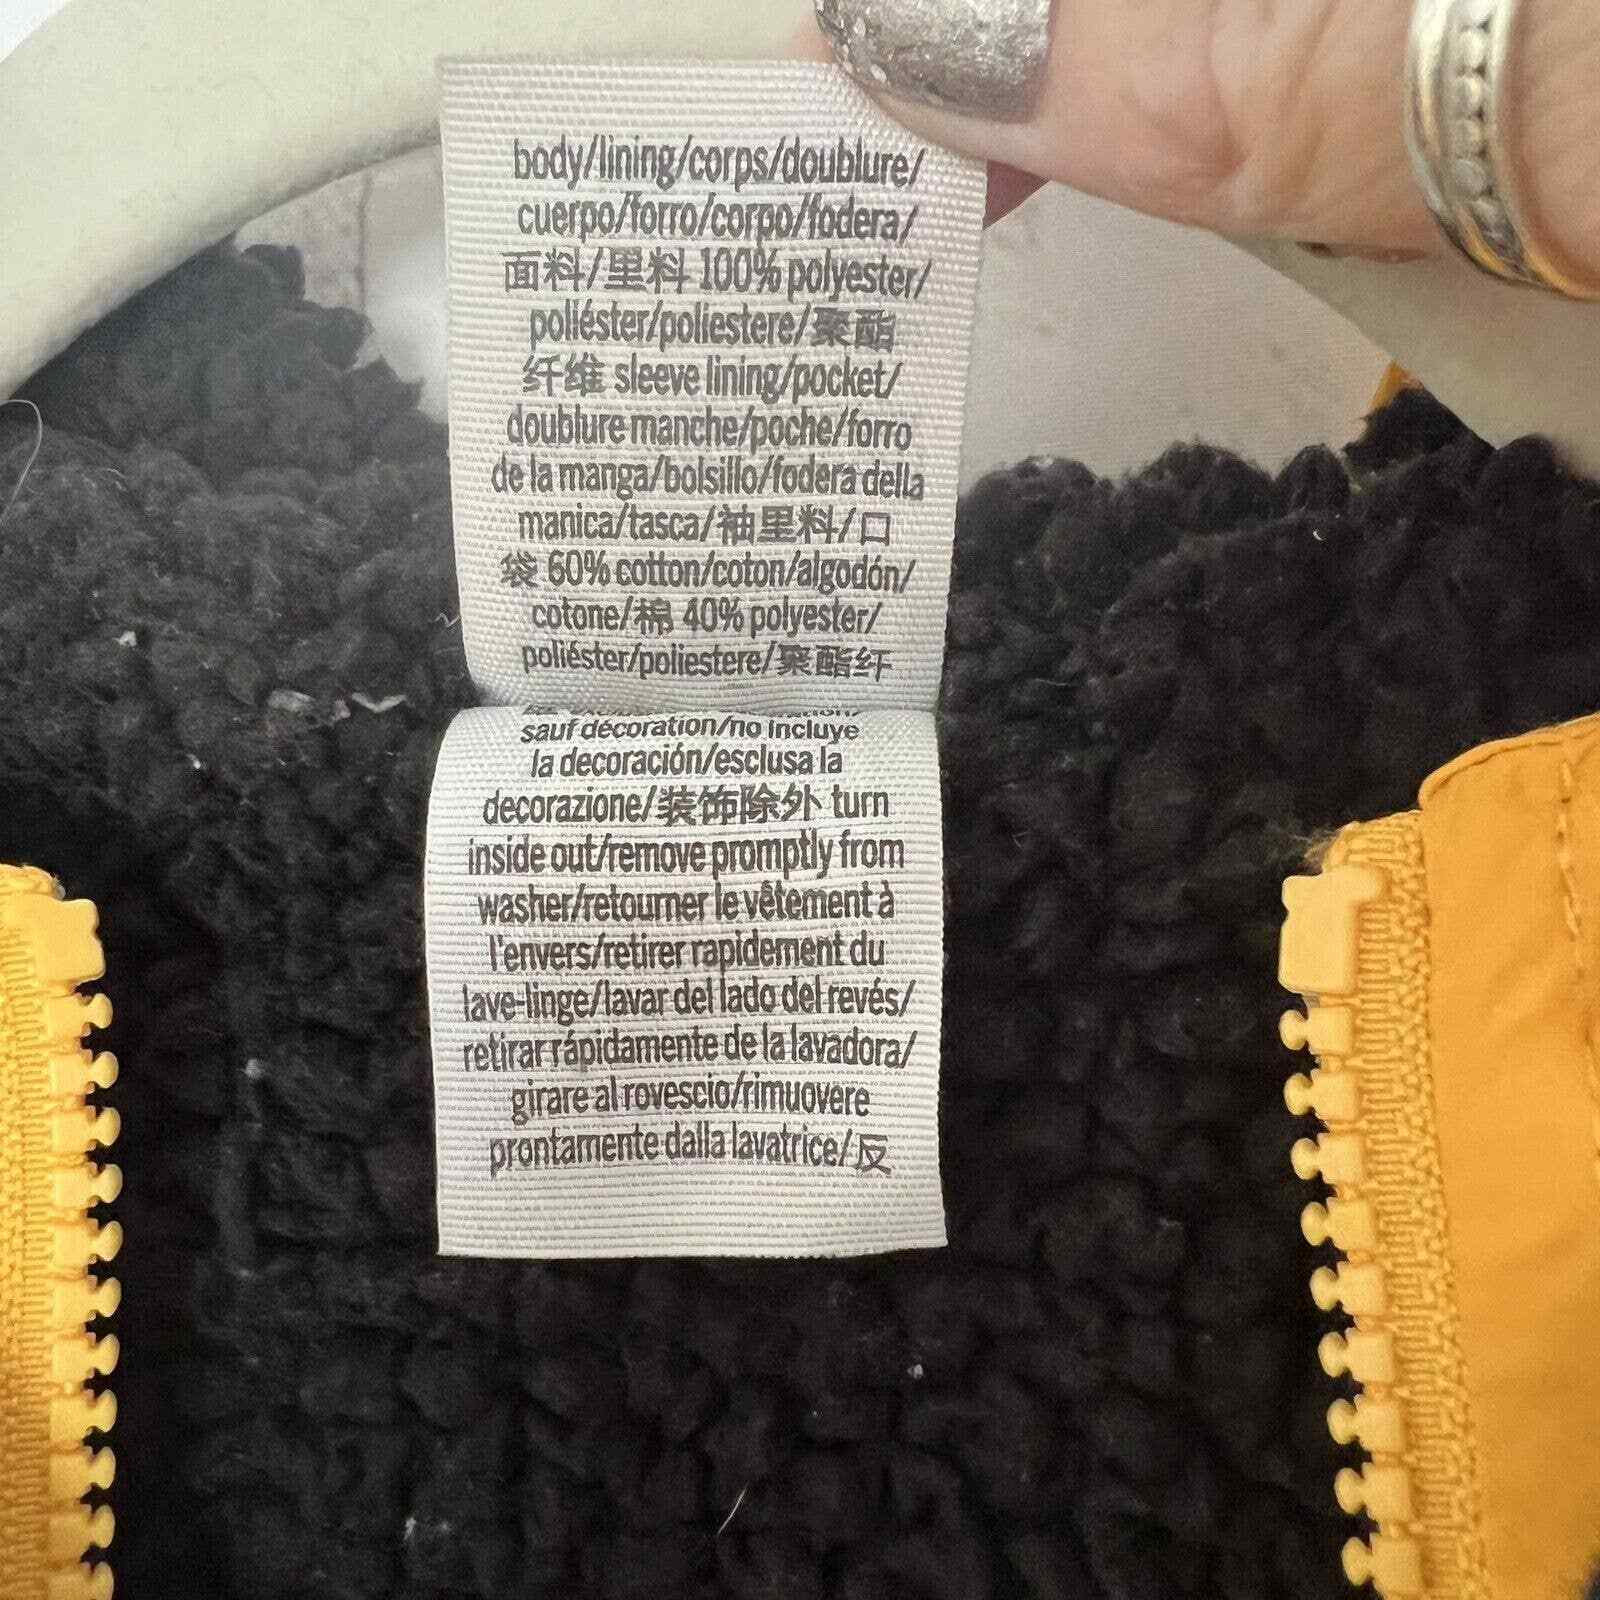 body/lining/corps/doublure/
cuerpo/forro/corpo/fodera/
面料/里料 100% polyester/
poliéster/poliestere/聚酯
纤维 sleeve lining/pocket/
doublure manche/poche/forro
de la manga/bolsillo/fodera della
manica/tasca/袖里料/口
袋 60% cotton/coton/algodón/
cotone/棉 40% polyester/
poliéster/poliestere/聚酯纤
sauf décoration/no incluye
la decoración/esclusa la
decorazione/装饰除外 turn
inside out/remove promptly from
washer/retourner le vêtement à
l'envers/retirer rapidement du
lave-linge/lavar del lado del revés/
retirar rápidamente de la lavadora/
girare al rovescio/rimuovere
prontamente dalla lavatrice/反